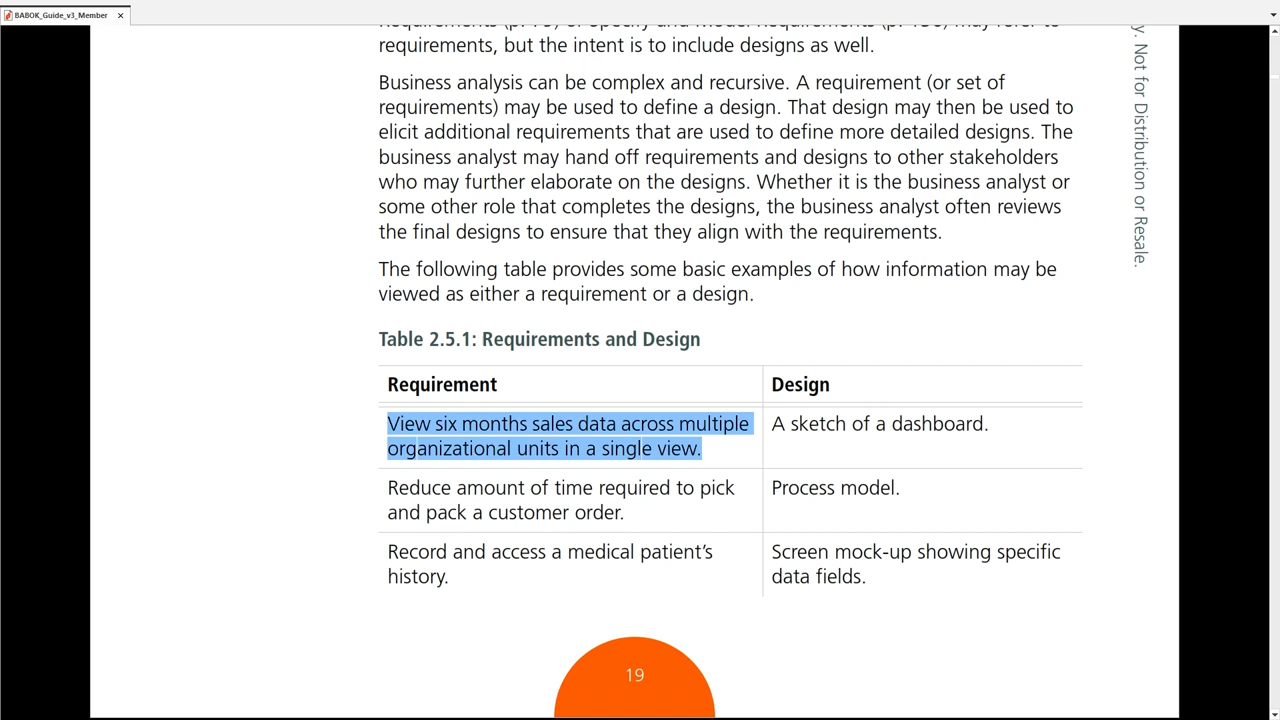 BABOK_Guide_v3_Member
requirements, but the intent is to include designs as well.
Business analysis can be complex and recursive. A requirement (or set of
requirements) may be used to define a design. That design may then be used to
elicit additional requirements that are used to define more detailed designs. The
business analyst may hand off requirements and designs to other stakeholders
who may further elaborate on the designs. Whether it is the business analyst or
some other role that completes the designs, the business analyst often reviews
the final designs to ensure that they align with the requirements.
The following table provides some basic examples of how information may be
viewed as either a requirement or a design.
Table 2.5.1: Requirements and Design
Requirement
Design
View six months sales data across multiple
organizational units in a single view.
A sketch of a dashboard.
Reduce amount of time required to pick
and pack a customer order.
Process model.
Record and access a medical patient's
history.
Screen mock-up showing specific
data fields.
19
y. Not for Distribution or Resale.